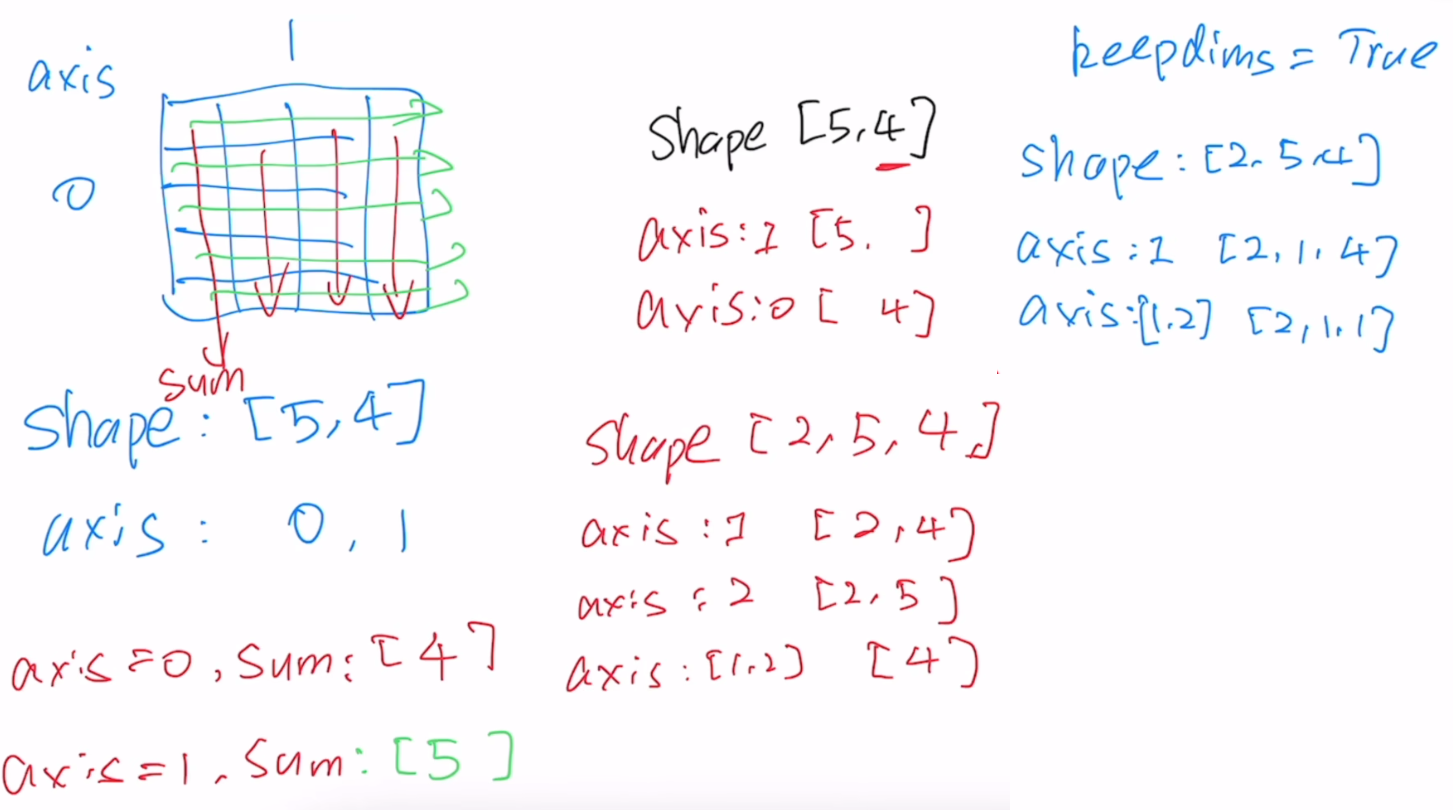 axis
1
0
sum
shape: [5,4]
axis: 0, 1
axis=0, sum: [4]
axis=1, sum: [5 ]
shape [5,4]
axis:1 [5, ]
axis:0 [ 4]
shape [2,5,4]
axis:1 [2,4]
axis:2 [2,5]
axis:[1,2] [4]
keepdims=True
shape: [2,5,4]
axis:1 [2,1,4]
axis:[1,2] [2,1,1]